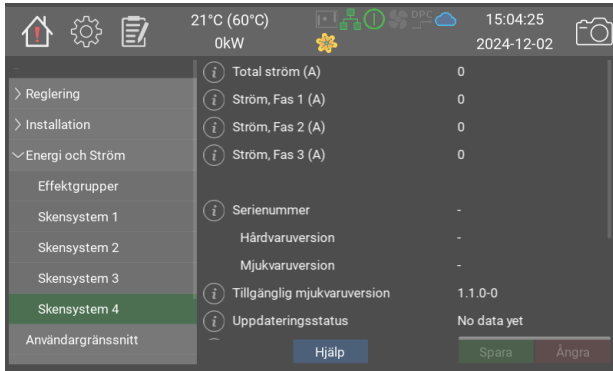 21°C (60°C)
0kW
DPC
15:04:25
2024-12-02
Reglering
Installation
Energi och Ström
Effektgrupper
Skensystem 1
Skensystem 2
Skensystem 3
Skensystem 4
Användargränssnitt
Total ström (A) 0
Ström, Fas 1 (A) 0
Ström, Fas 2 (A) 0
Ström, Fas 3 (A) 0
Serienummer -
Hårdvaruversion -
Mjukvaruversion -
Tillgänglig mjukvaruversion 1.1.0-0
Uppdateringsstatus No data yet
Hjälp
Spara
Ångra